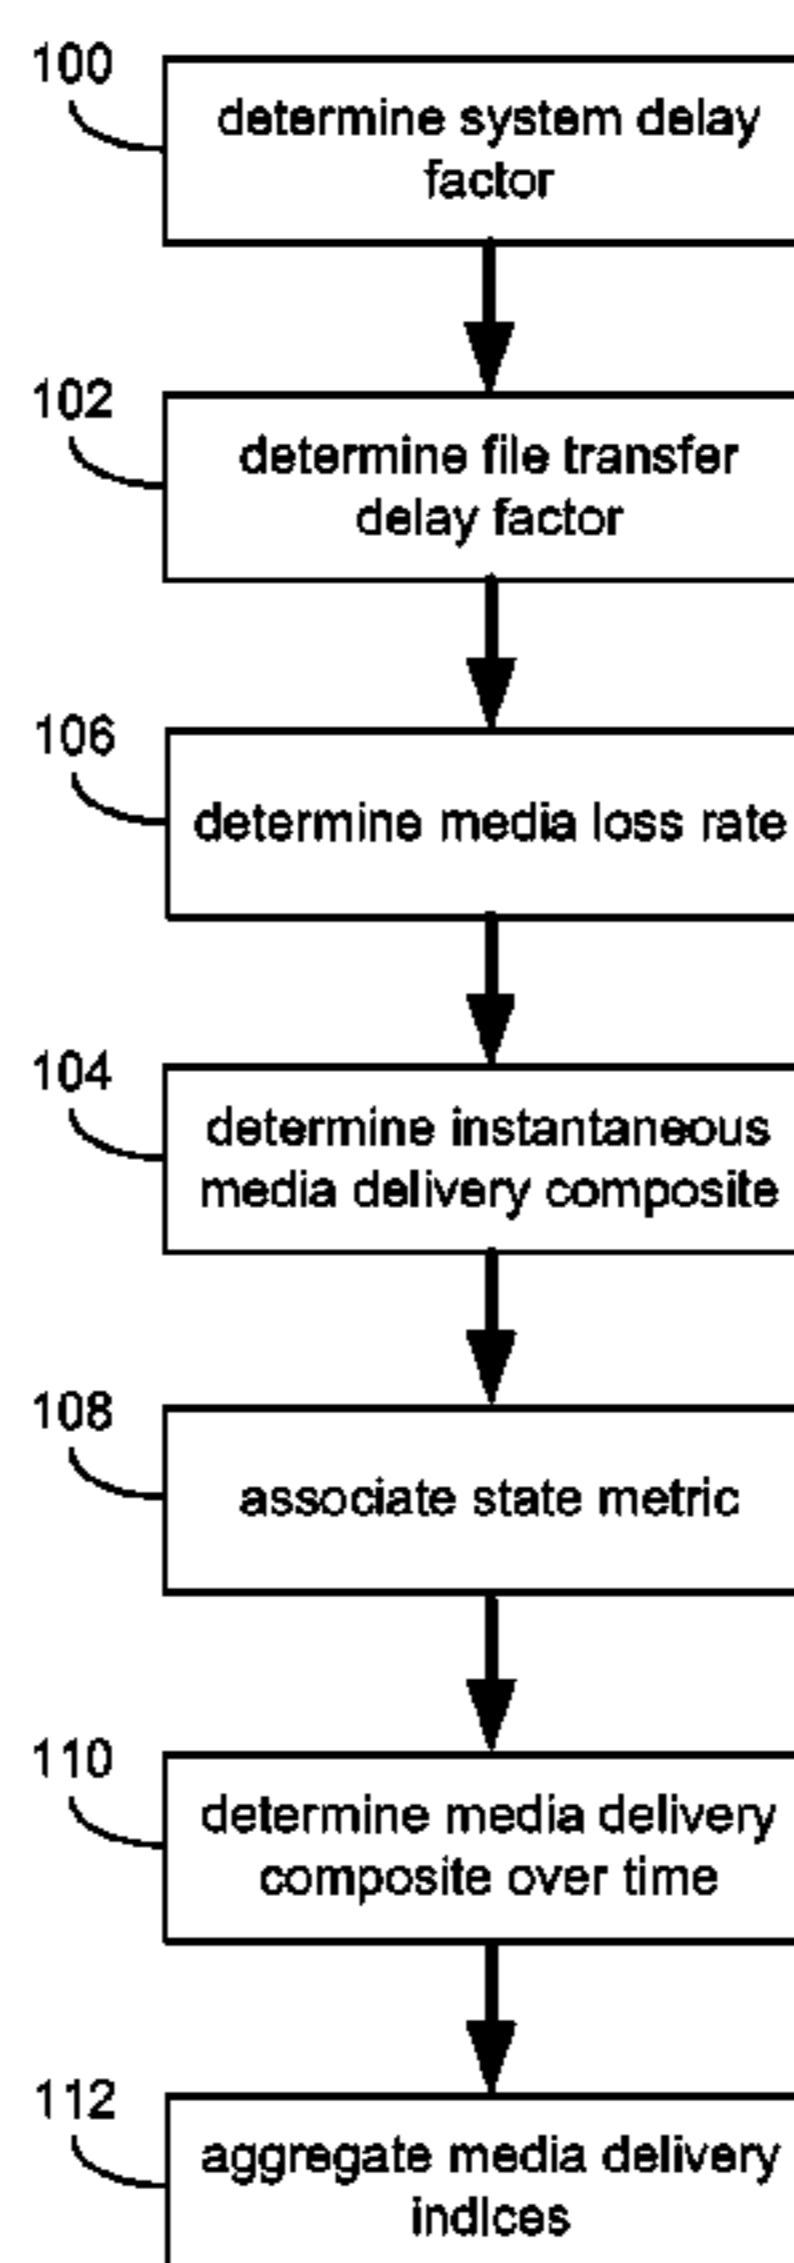 100
determine system delay
factor
102
determine file transfer
delay factor
106
determine media loss rate
104
determine instantaneous
media delivery composite
108
associate state metric
110
determine media delivery
composite over time
112
aggregate media delivery
indices